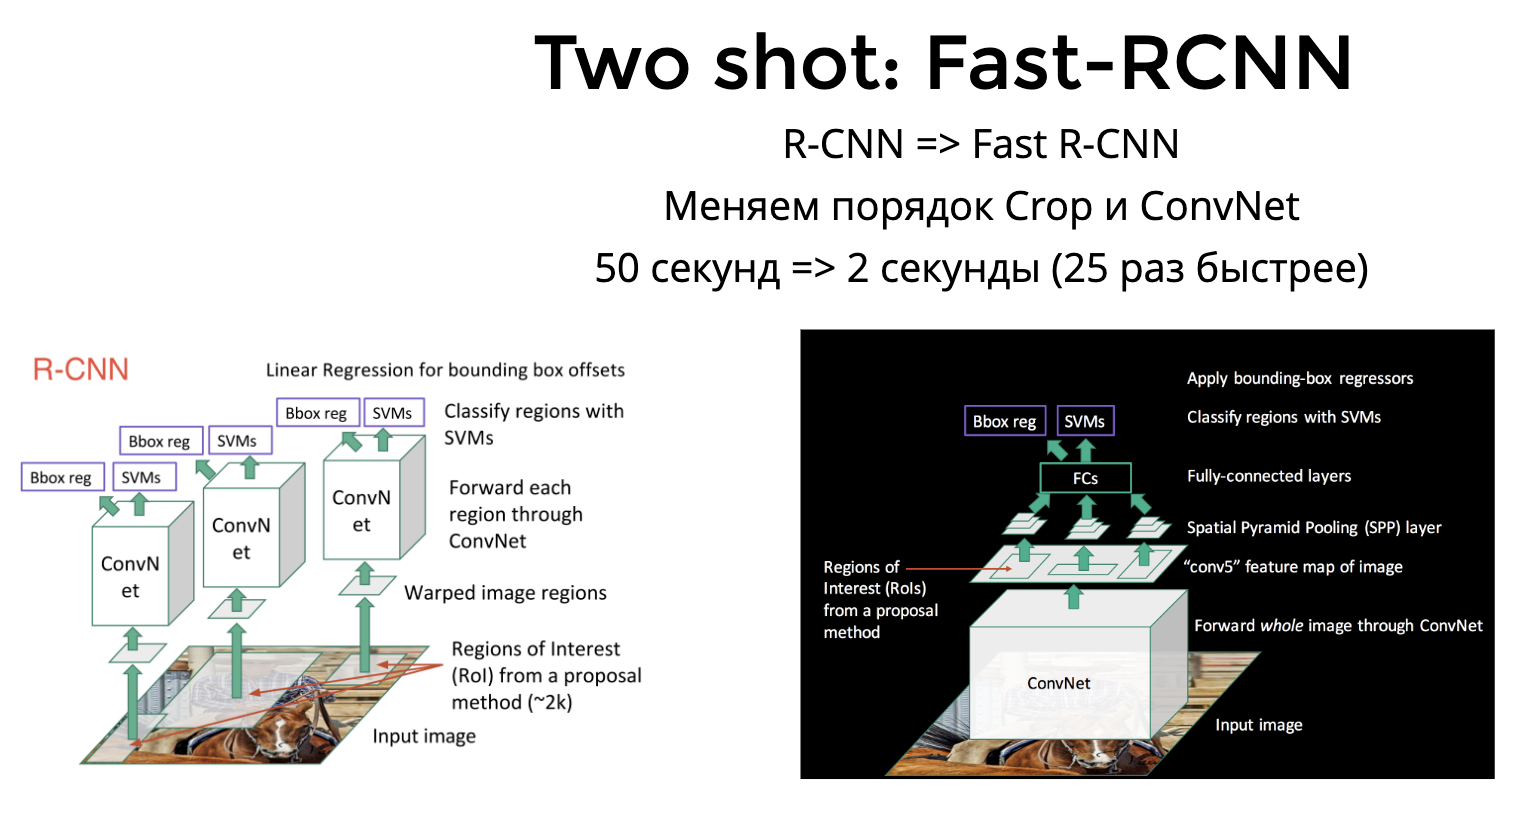 Two shot: Fast-RCNN
R-CNN => Fast R-CNN
Меняем порядок Crop и ConvNet
50 секунд => 2 секунды (25 раз быстрее)
R-CNN
Linear Regression for bounding box offsets
Bbox reg
SVMs
Classify regions with
SVMs
Bbox reg
SVMs
Bbox reg
SVMs
ConvN
et
Forward each
region through
ConvNet
ConvN
et
ConvN
et
Warped image regions
Regions of Interest
(RoI) from a proposal
method (~2k)
Input image
Apply bounding-box regressors
Bbox reg
SVMs
Classify regions with SVMs
FCs
Fully-connected layers
Spatial Pyramid Pooling (SPP) layer
Regions of
Interest (RoIs)
from a proposal
method
“conv5” feature map of image
Forward whole image through ConvNet
ConvNet
Input image